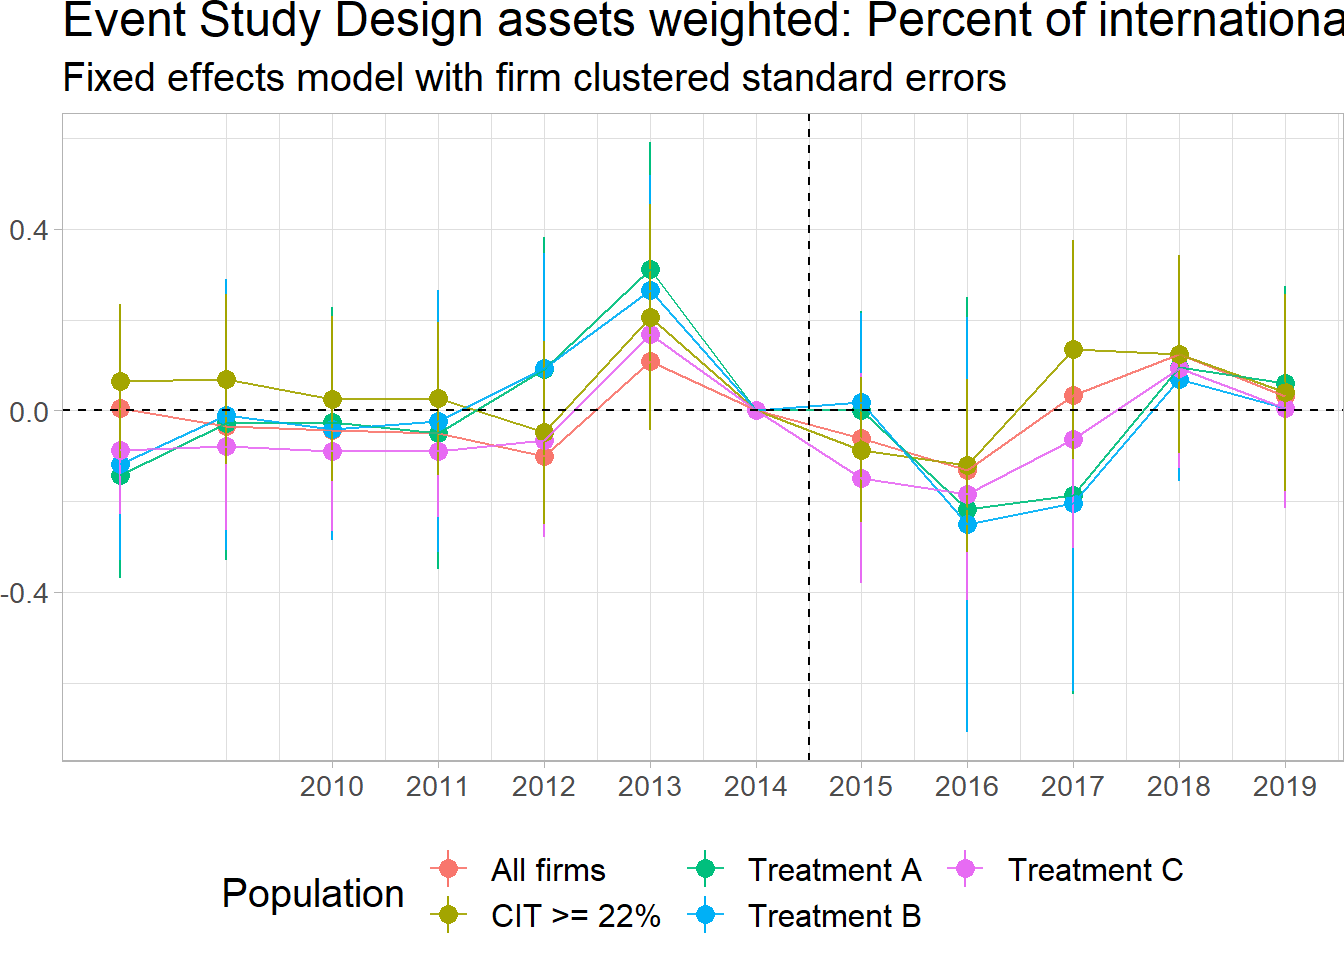 Event Study Design assets weighted: Percent of internationa
Fixed effects model with firm clustered standard errors
0.4
0.0
-0.4
2010 2011 2012 2013 2014 2015 2016 2017 2018 2019
Population
All firms
Treatment A
Treatment C
CIT >= 22%
Treatment B